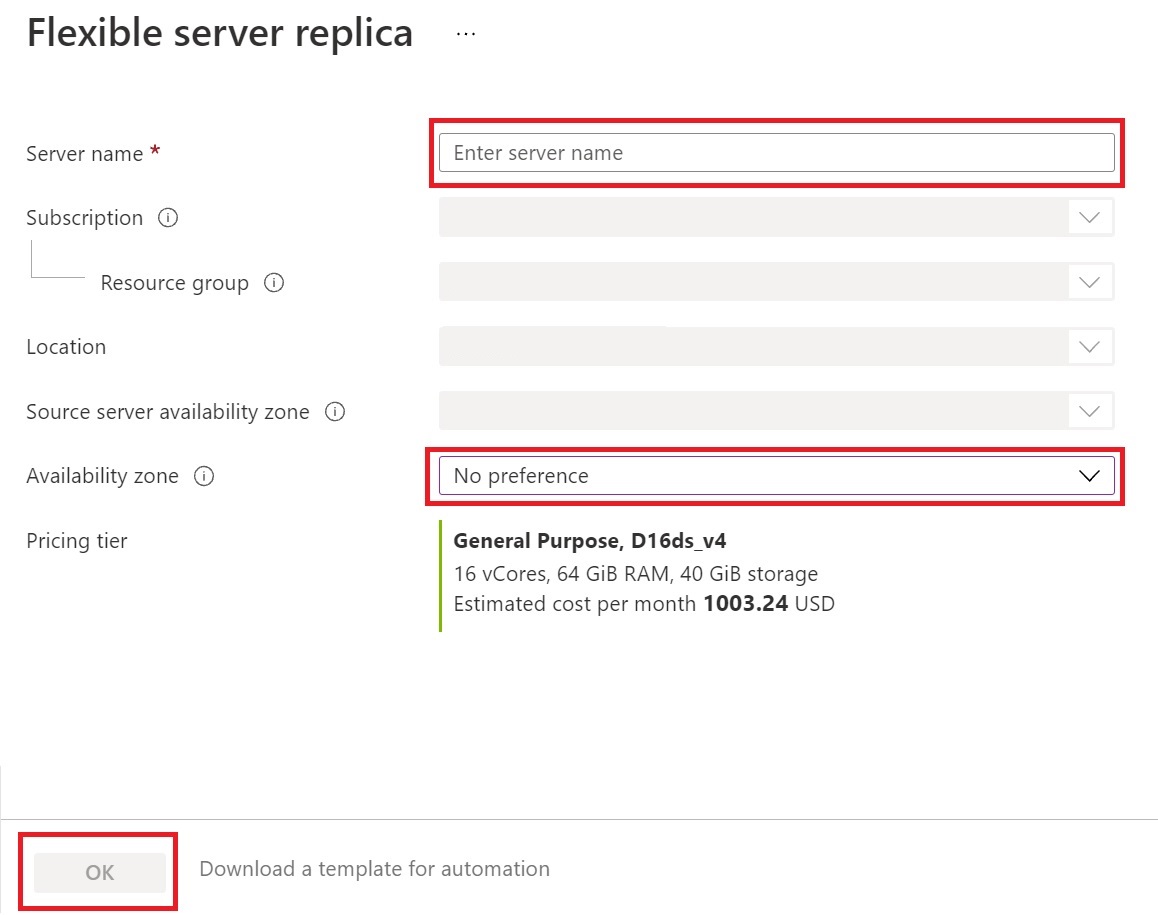 Flexible server replica ...
Server name *
Enter server name
Subscription
Resource group
Location
Source server availability zone
Availability zone
No preference
Pricing tier
General Purpose, D16ds_v4
16 vCores, 64 GiB RAM, 40 GiB storage
Estimated cost per month 1003.24 USD
OK
Download a template for automation